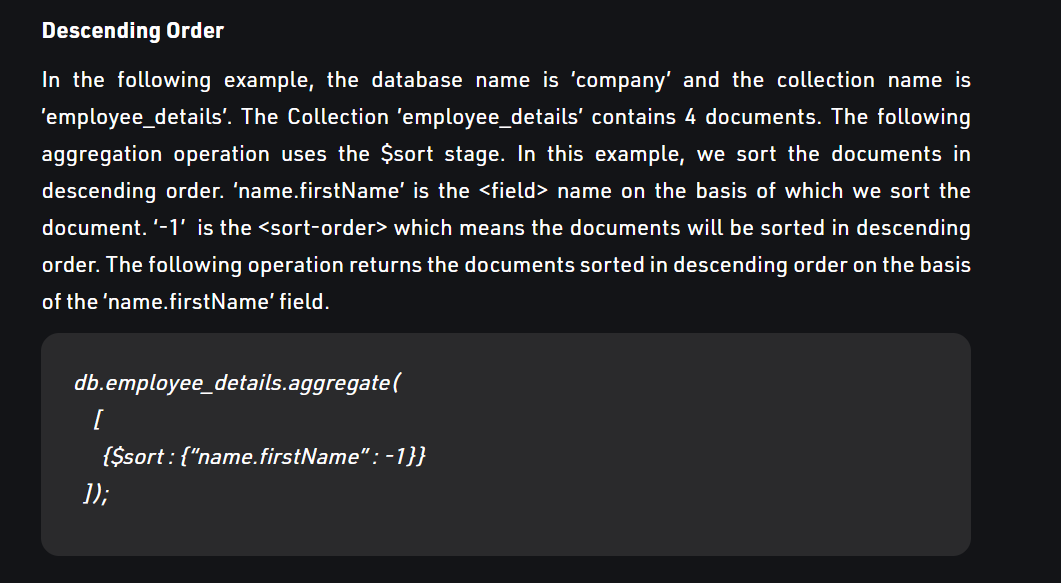 Descending Order
In the following example, the database name is ‘company’ and the collection name is
‘employee_details’. The Collection ‘employee_details’ contains 4 documents. The following
aggregation operation uses the $sort stage. In this example, we sort the documents in
descending order. ‘name.firstName’ is the <field> name on the basis of which we sort the
document. ‘-1’ is the <sort-order> which means the documents will be sorted in descending
order. The following operation returns the documents sorted in descending order on the basis
of the ‘name.firstName’ field.
db.employee_details.aggregate(
[
{$sort : {“name.firstName” : -1}}
]);